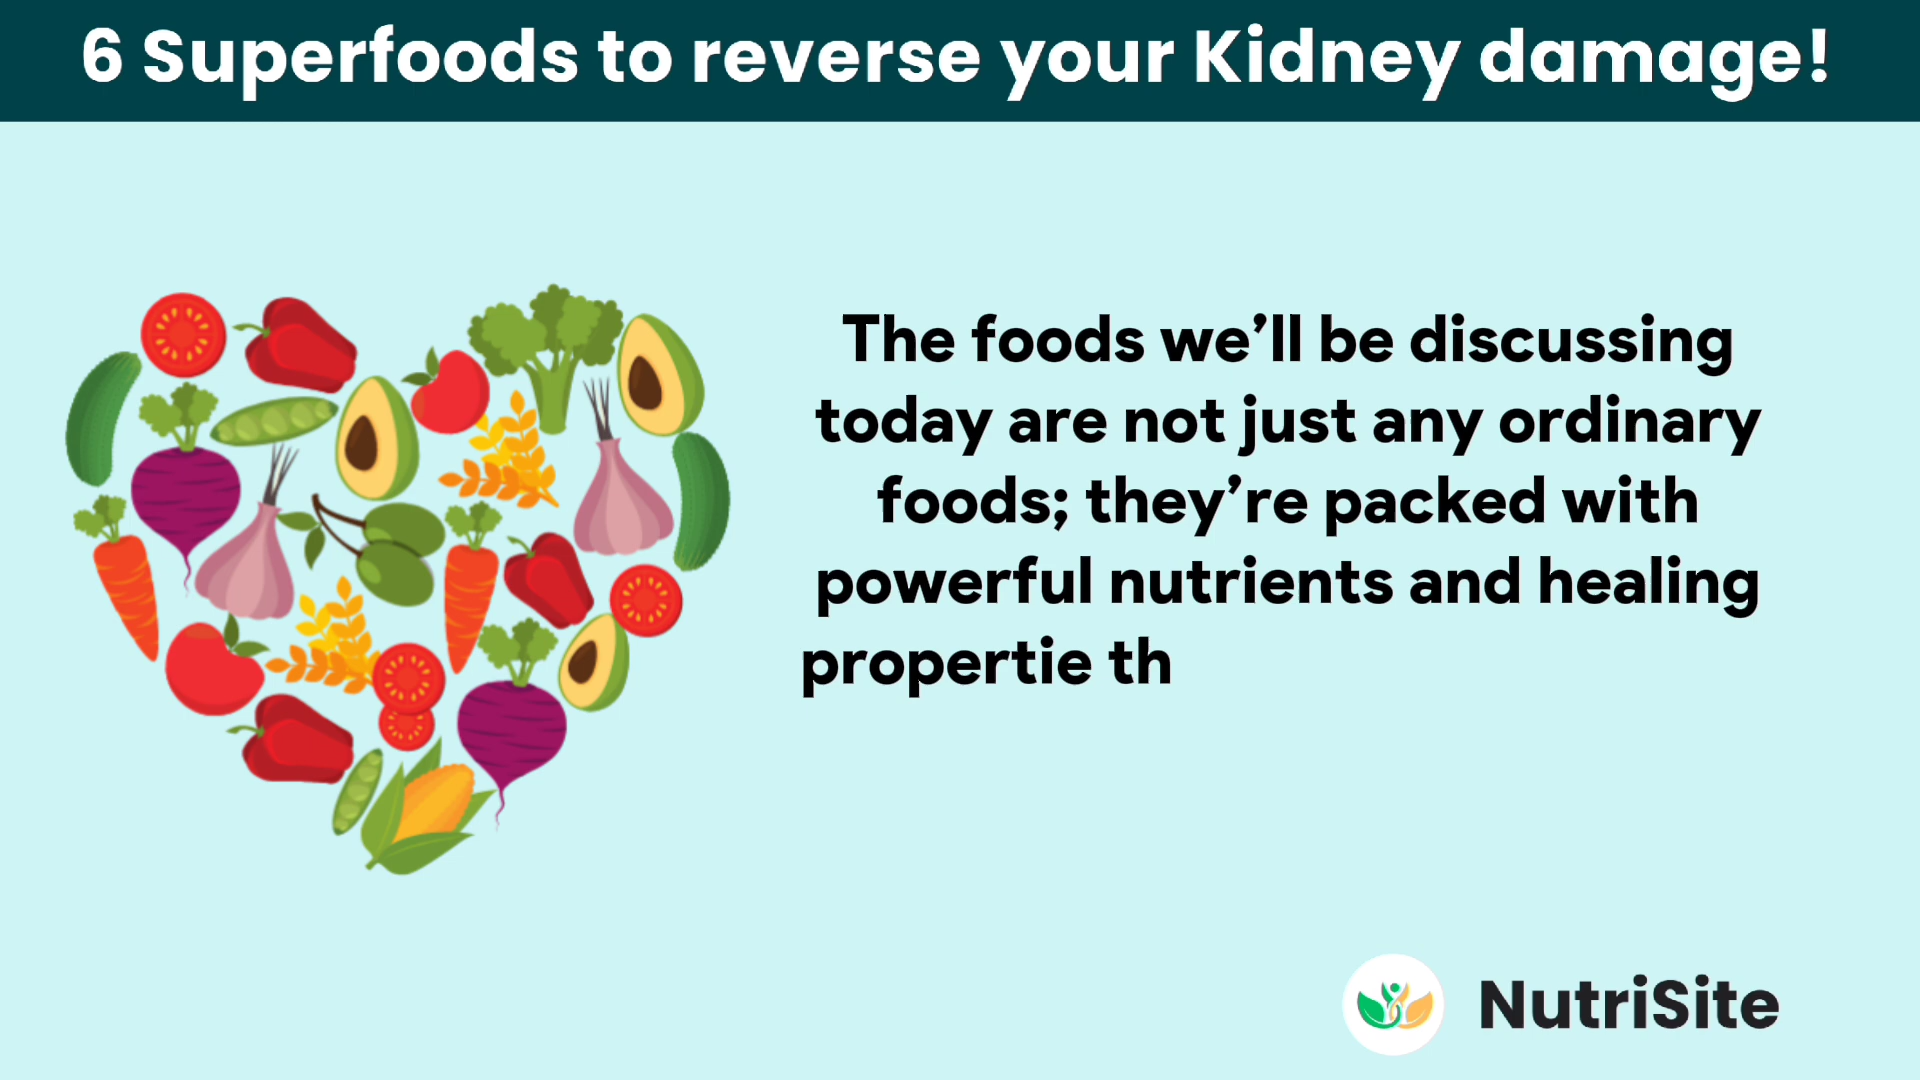 6 Superfoods to reverse your Kidney damage!
The foods we’ll be discussing
today are not just any ordinary
foods; they’re packed with
powerful nutrients and healing
propertie th
NutriSite